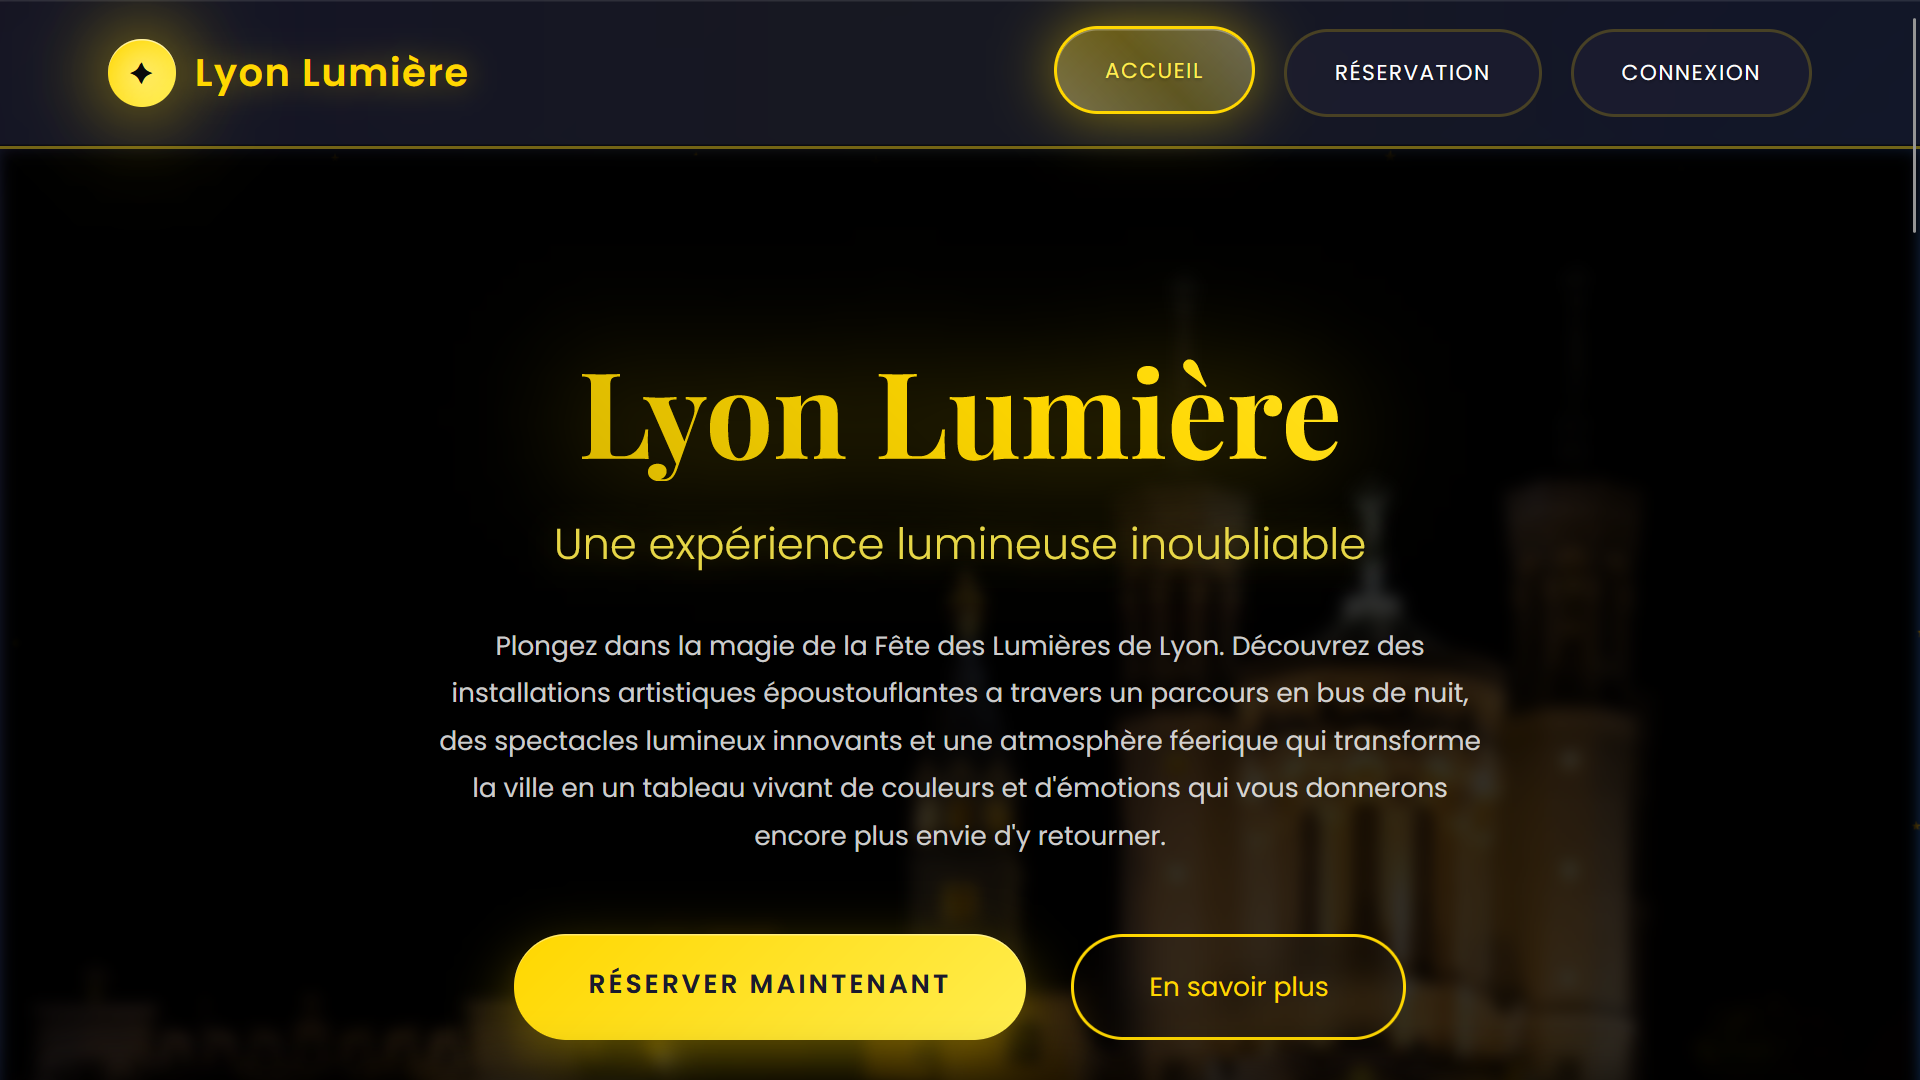 Lyon Lumière
ACCUEIL
RÉSERVATION
CONNEXION
Lyon Lumière
Une expérience lumineuse inoubliable
Plongez dans la magie de la Fête des Lumières de Lyon. Découvrez des
installations artistiques époustouflantes a travers un parcours en bus de nuit,
des spectacles lumineux innovants et une atmosphère féerique qui transforme
la ville en un tableau vivant de couleurs et d'émotions qui vous donnerons
encore plus envie d'y retourner.
RÉSERVER MAINTENANT
En savoir plus